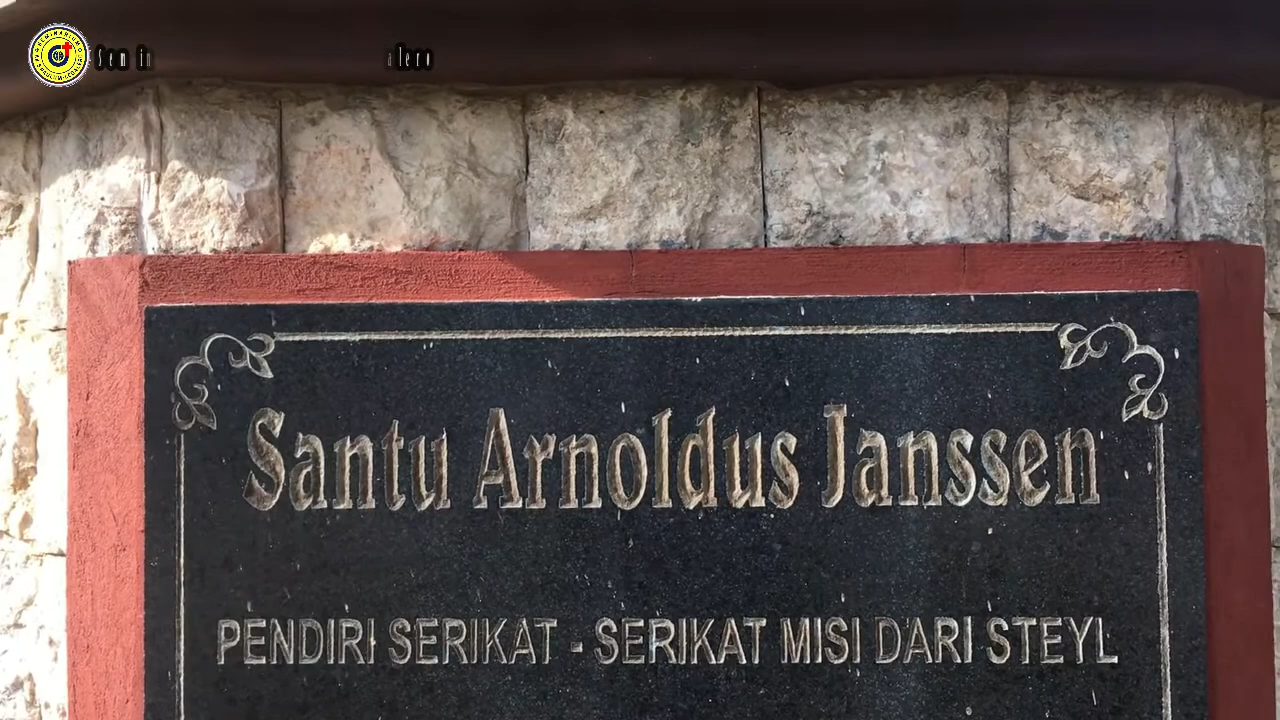 Santu Arnoldus Janssen
PENDIRI SERIKAT - SERIKAT MISI DARI STEYL